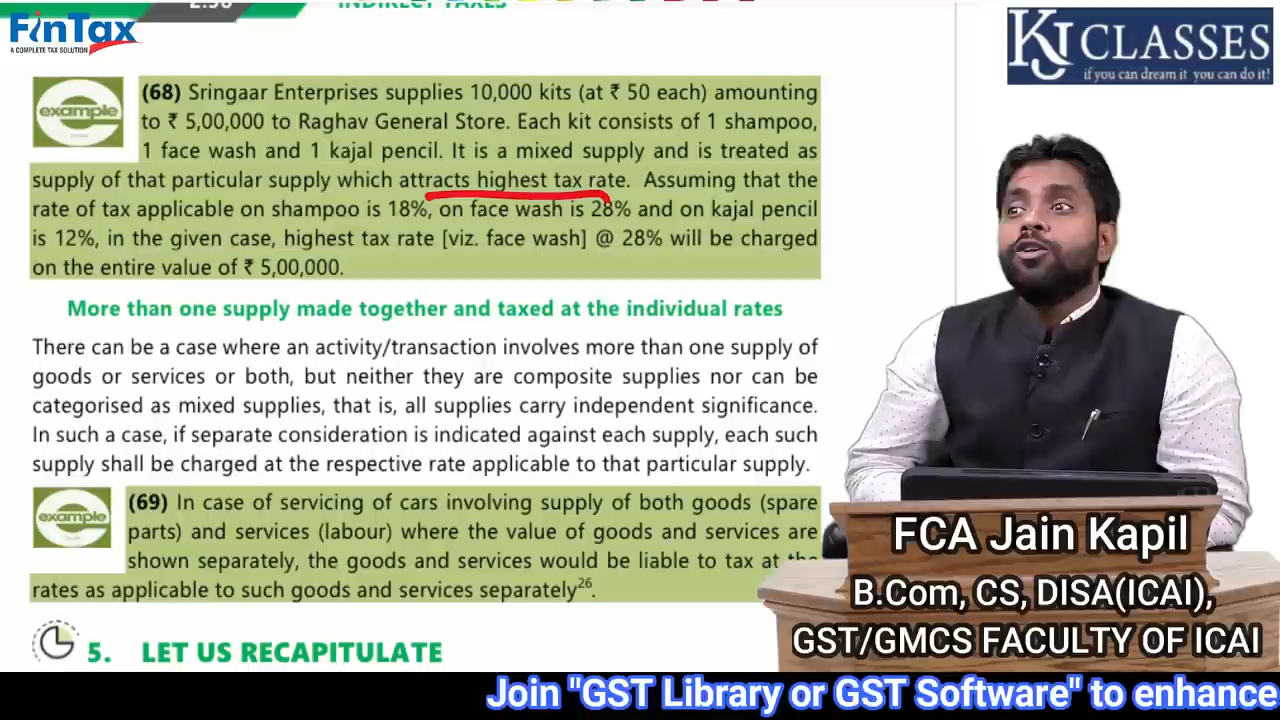 2.98 INDIRECT TAXES
FinTax
A COMPLETE TAX SOLUTION
KJ CLASSES
if you can dream it you can do it!
example
(68) Sringaar Enterprises supplies 10,000 kits (at ₹ 50 each) amounting
to ₹ 5,00,000 to Raghav General Store. Each kit consists of 1 shampoo,
1 face wash and 1 kajal pencil. It is a mixed supply and is treated as
supply of that particular supply which attracts highest tax rate. Assuming that the
rate of tax applicable on shampoo is 18%, on face wash is 28% and on kajal pencil
is 12%, in the given case, highest tax rate [viz. face wash] @ 28% will be charged
on the entire value of ₹ 5,00,000.
More than one supply made together and taxed at the individual rates
There can be a case where an activity/transaction involves more than one supply of
goods or services or both, but neither they are composite supplies nor can be
categorised as mixed supplies, that is, all supplies carry independent significance.
In such a case, if separate consideration is indicated against each supply, each such
supply shall be charged at the respective rate applicable to that particular supply.
example
(69) In case of servicing of cars involving supply of both goods (spare
parts) and services (labour) where the value of goods and services are
shown separately, the goods and services would be liable to tax at the
rates as applicable to such goods and services separately26.
5. LET US RECAPITULATE
FCA Jain Kapil
B.Com, CS, DISA(ICAI),
GST/GMCS FACULTY OF ICAI
Join "GST Library or GST Software" to enhance